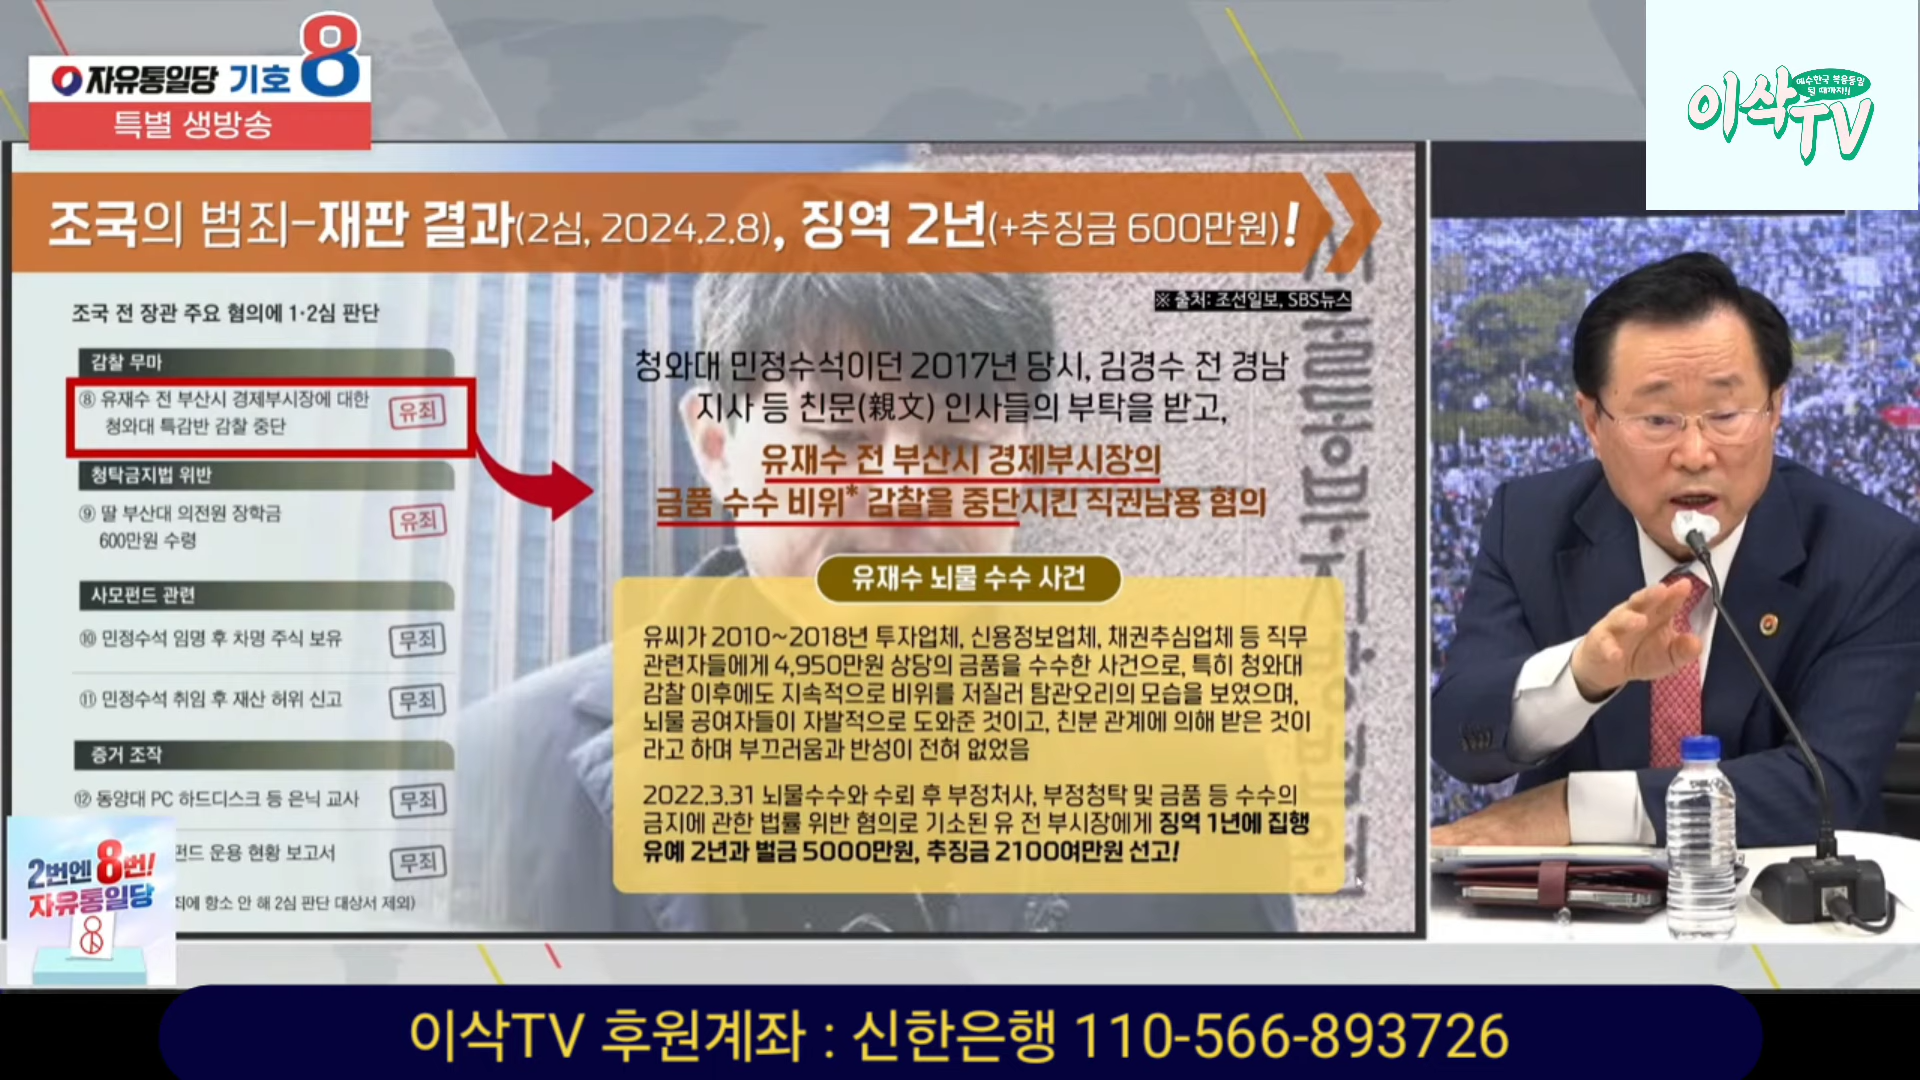 자유통일당 기호 8
특별 생방송
예수한국 복음통일
될 때까지!!
이삭TV
조국의 범죄-재판 결과(2심, 2024.2.8), 징역 2년(+추징금 600만원)!
※ 출처: 조선일보, SBS뉴스
조국 전 장관 주요 혐의에 1·2심 판단
감찰 무마
⑧ 유재수 전 부산시 경제부시장에 대한
청와대 특감반 감찰 중단
유죄
청탁금지법 위반
⑨ 딸 부산대 의전원 장학금
600만원 수령
유죄
사모펀드 관련
⑩ 민정수석 임명 후 차명 주식 보유
무죄
⑪ 민정수석 취임 후 재산 허위 신고
무죄
증거 조작
⑫ 동양대 PC 하드디스크 등 은닉 교사
무죄
펀드 운용 현황 보고서
무죄
죄에 항소 안 해 2심 판단 대상서 제외)
청와대 민정수석이던 2017년 당시, 김경수 전 경남
지사 등 친문(親文) 인사들의 부탁을 받고,
유재수 전 부산시 경제부시장의
금품 수수 비위* 감찰을 중단시킨 직권남용 혐의
유재수 뇌물 수수 사건
유씨가 2010~2018년 투자업체, 신용정보업체, 채권추심업체 등 직무
관련자들에게 4,950만원 상당의 금품을 수수한 사건으로, 특히 청와대
감찰 이후에도 지속적으로 비위를 저질러 탐관오리의 모습을 보였으며,
뇌물 공여자들이 자발적으로 도와준 것이고, 친분 관계에 의해 받은 것이
라고 하며 부끄러움과 반성이 전혀 없었음
2022.3.31 뇌물수수와 수뢰 후 부정처사, 부정청탁 및 금품 등 수수의
금지에 관한 법률 위반 혐의로 기소된 유 전 부시장에게 징역 1년에 집행
유예 2년과 벌금 5000만원, 추징금 2100여만원 선고!
2번엔 8번!
자유통일당
8
이삭TV 후원계좌 : 신한은행 110-566-893726